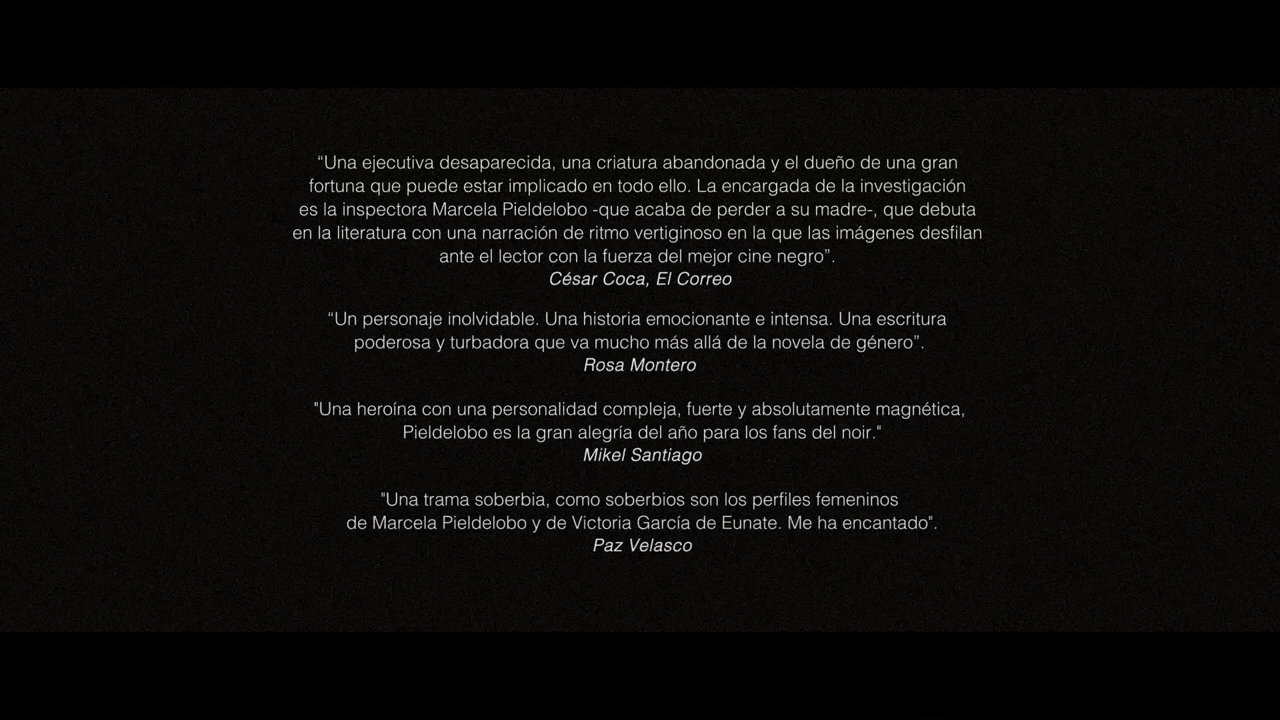 “Una ejecutiva desaparecida, una criatura abandonada y el dueño de una gran
fortuna que puede estar implicado en todo ello. La encargada de la investigación
es la inspectora Marcela Pieldelobo -que acaba de perder a su madre-, que debuta
en la literatura con una narración de ritmo vertiginoso en la que las imágenes desfilan
ante el lector con la fuerza del mejor cine negro”.
César Coca, El Correo
“Un personaje inolvidable. Una historia emocionante e intensa. Una escritura
poderosa y turbadora que va mucho más allá de la novela de género”.
Rosa Montero
"Una heroína con una personalidad compleja, fuerte y absolutamente magnética,
Pieldelobo es la gran alegría del año para los fans del noir."
Mikel Santiago
"Una trama soberbia, como soberbios son los perfiles femeninos
de Marcela Pieldelobo y de Victoria García de Eunate. Me ha encantado".
Paz Velasco